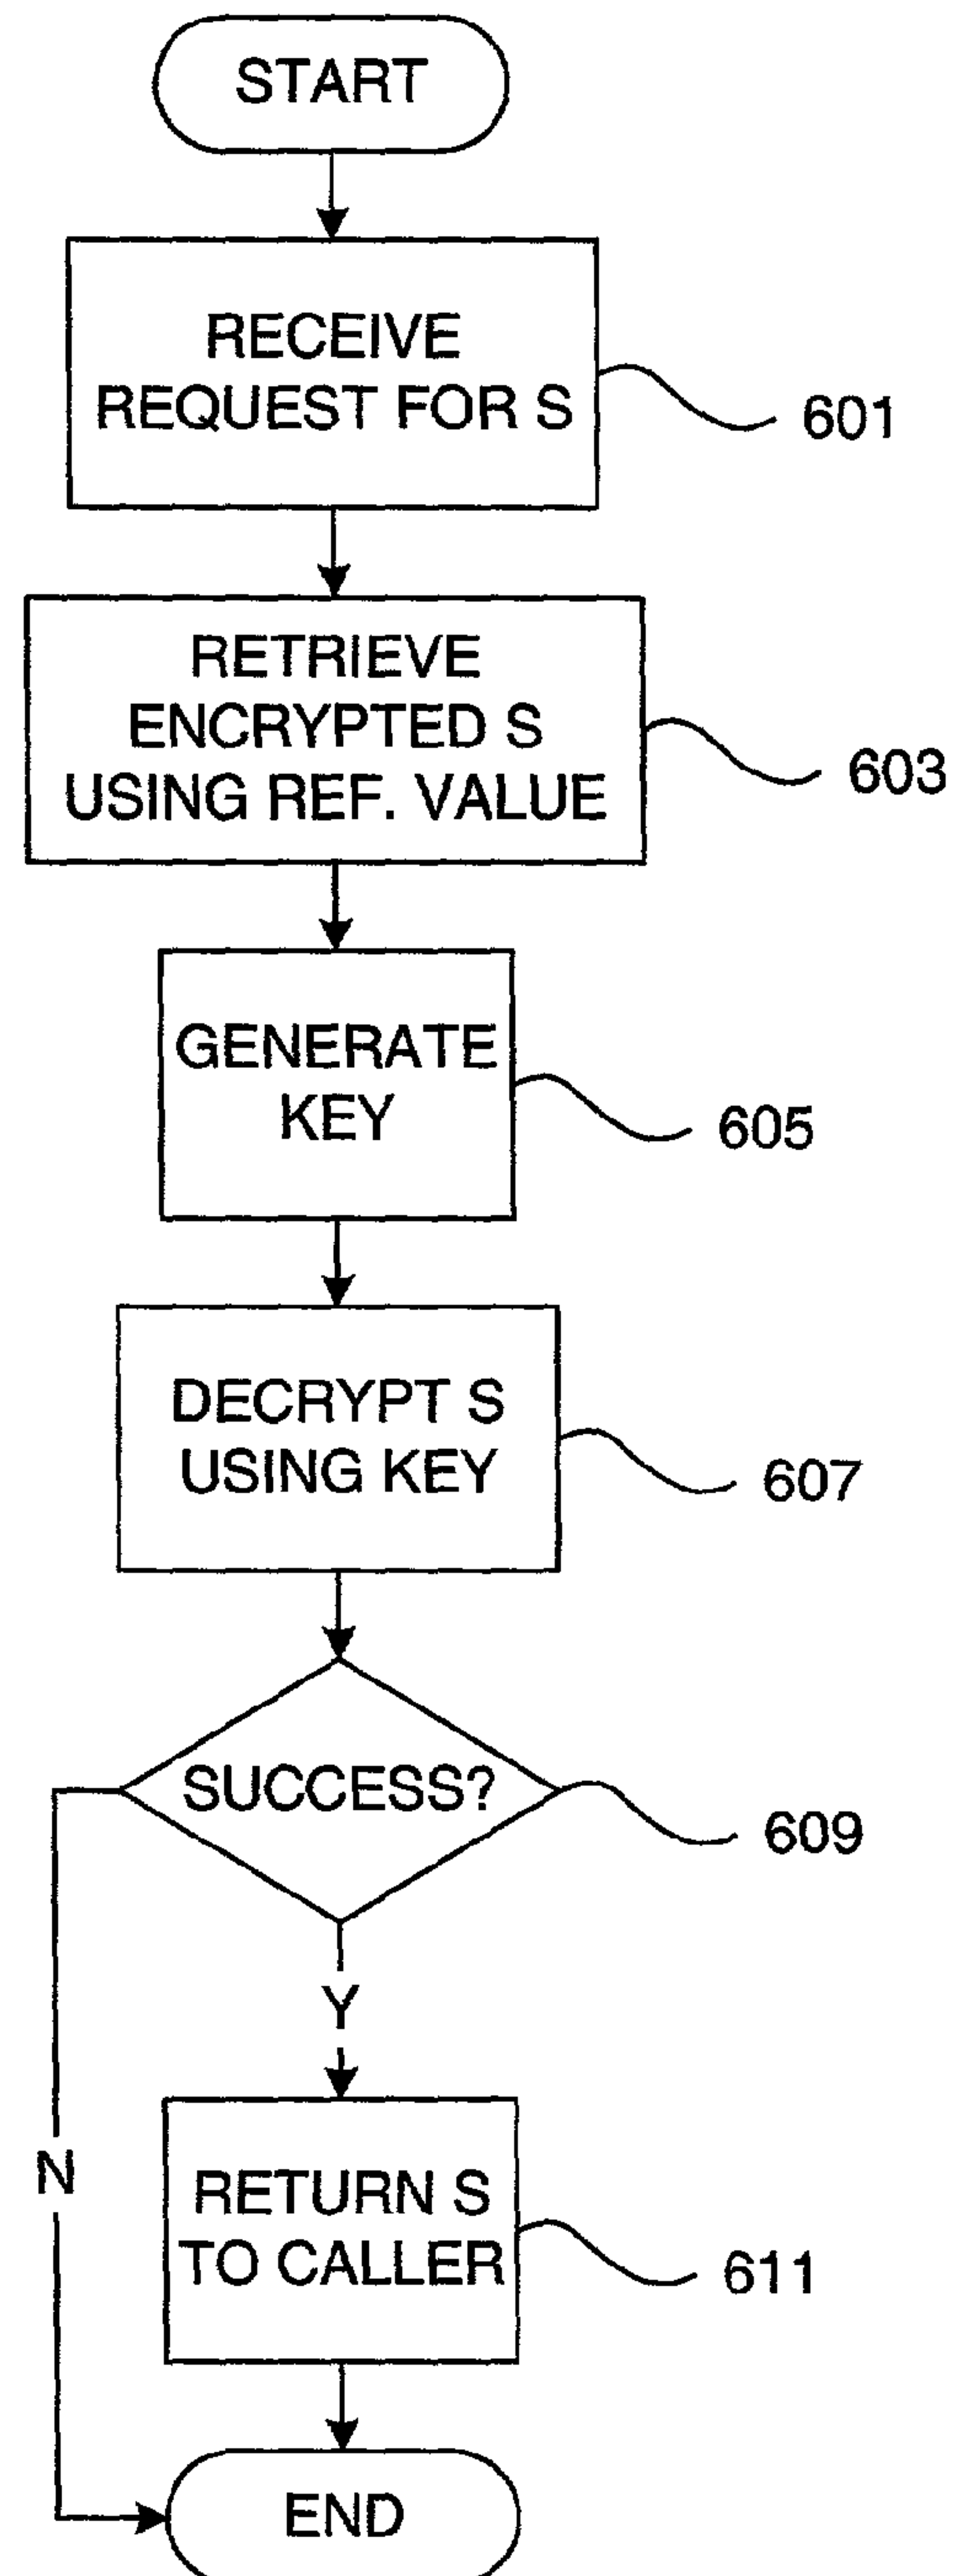 START
RECEIVE
REQUEST FOR S
601
RETRIEVE
ENCRYPTED S
USING REF. VALUE
603
GENERATE
KEY
605
DECRYPT S
USING KEY
607
SUCCESS?
609
Y
N
RETURN S
TO CALLER
611
END